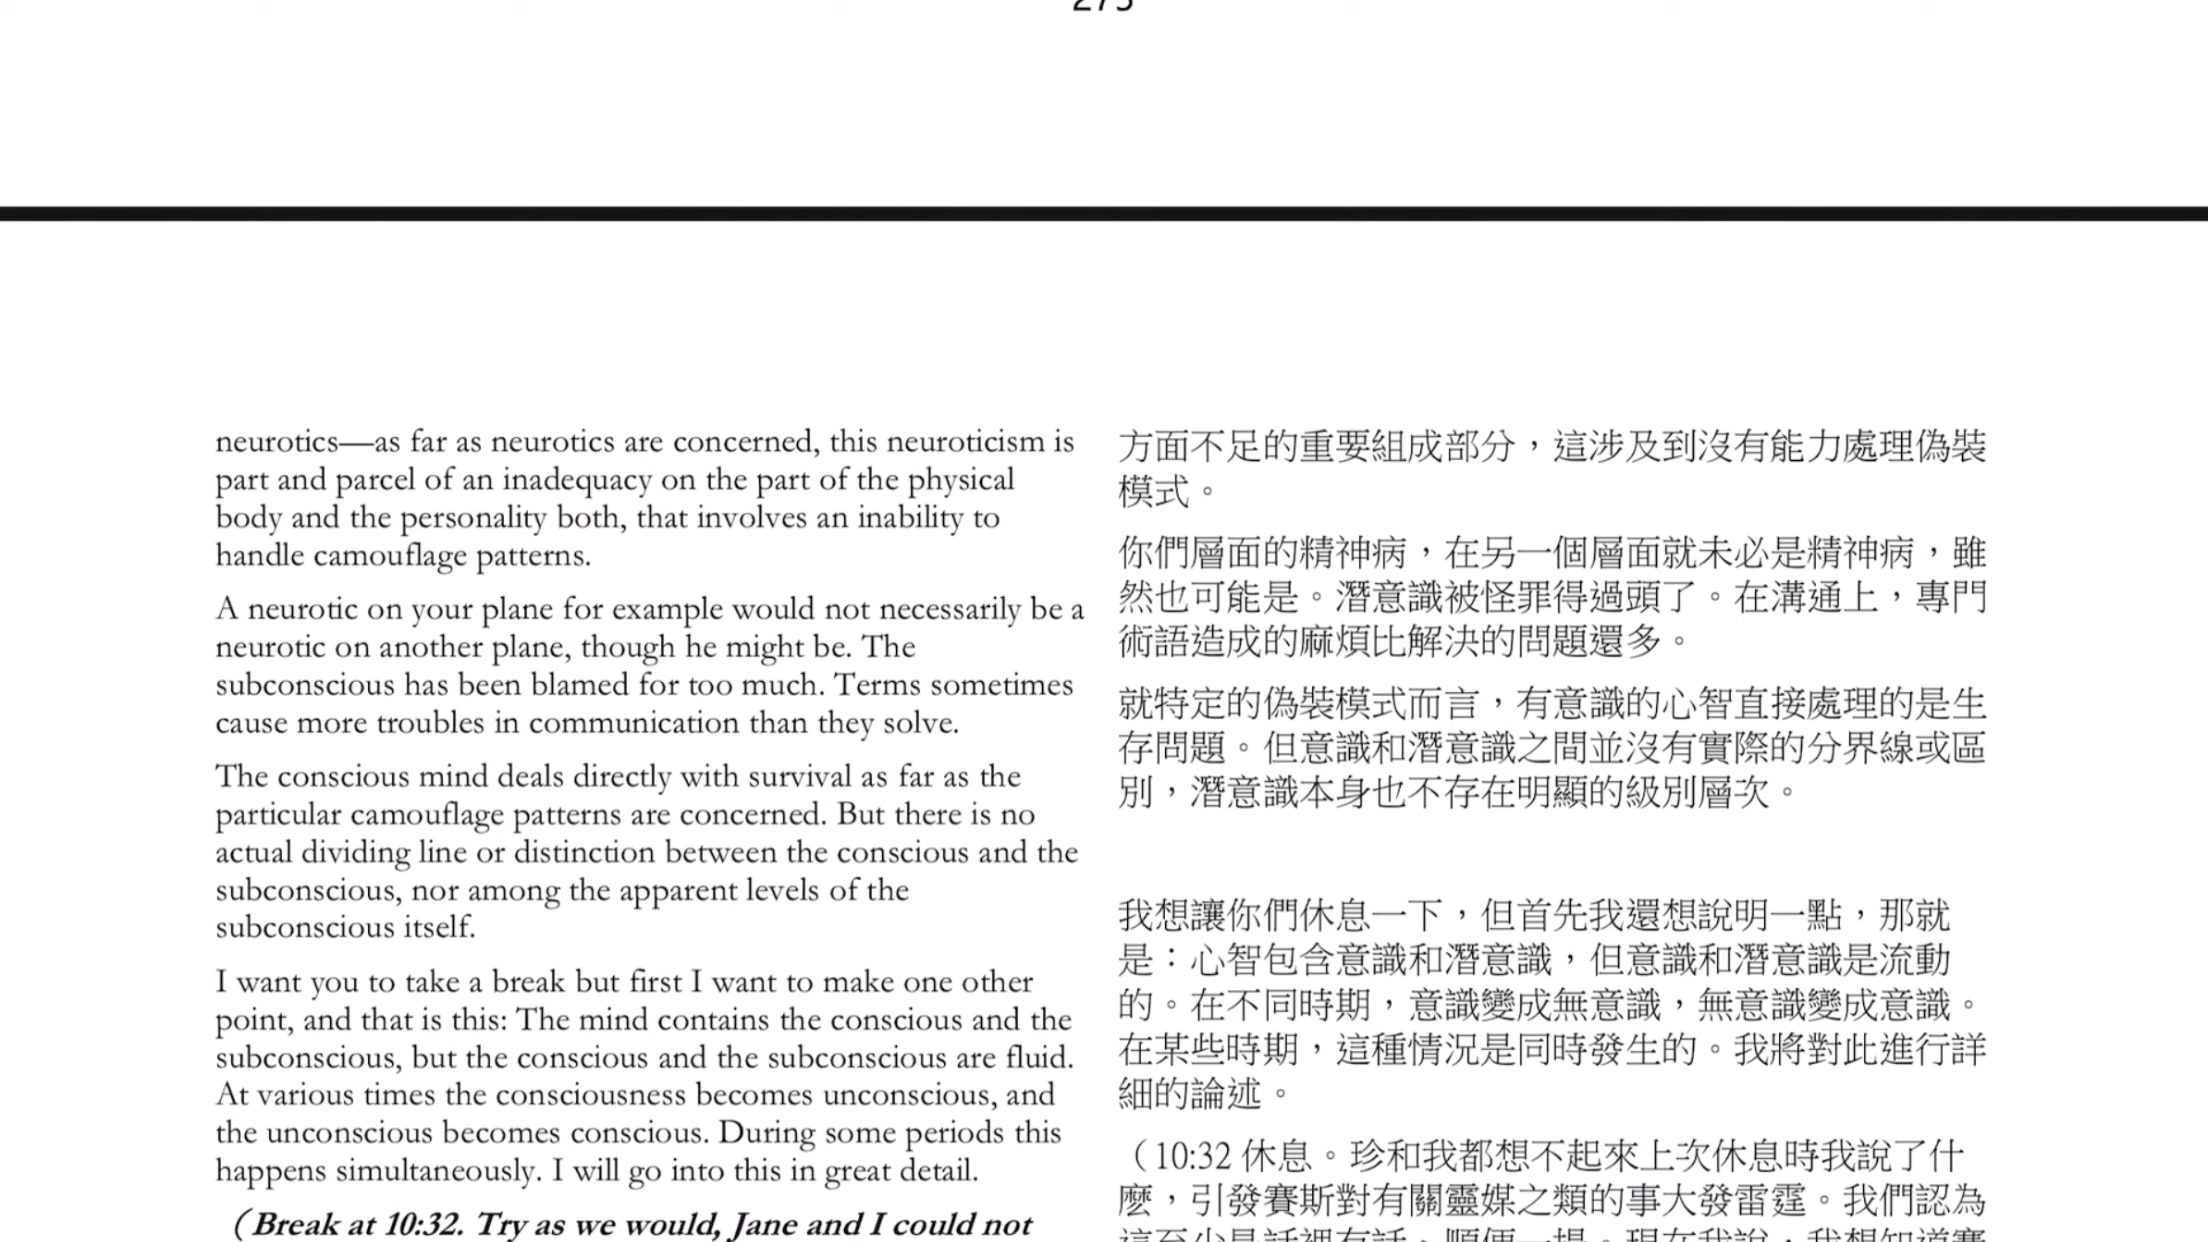 275
neurotics—as far as neurotics are concerned, this neuroticism is
part and parcel of an inadequacy on the part of the physical
body and the personality both, that involves an inability to
handle camouflage patterns.
A neurotic on your plane for example would not necessarily be a
neurotic on another plane, though he might be. The
subconscious has been blamed for too much. Terms sometimes
cause more troubles in communication than they solve.
The conscious mind deals directly with survival as far as the
particular camouflage patterns are concerned. But there is no
actual dividing line or distinction between the conscious and the
subconscious, nor among the apparent levels of the
subconscious itself.
I want you to take a break but first I want to make one other
point, and that is this: The mind contains the conscious and the
subconscious, but the conscious and the subconscious are fluid.
At various times the consciousness becomes unconscious, and
the unconscious becomes conscious. During some periods this
happens simultaneously. I will go into this in great detail.
（Break at 10:32. Try as we would, Jane and I could not
方面不足的重要組成部分，這涉及到沒有能力處理偽裝
模式。
你們層面的精神病，在另一個層面就未必是精神病，雖
然也可能是。潛意識被怪罪得過頭了。在溝通上，專門
術語造成的麻煩比解決的問題還多。
就特定的偽裝模式而言，有意識的心智直接處理的是生
存問題。但意識和潛意識之間並沒有實際的分界線或區
別，潛意識本身也不存在明顯的級別層次。
我想讓你們休息一下，但首先我還想說明一點，那就
是：心智包含意識和潛意識，但意識和潛意識是流動
的。在不同時期，意識變成無意識，無意識變成意識。
在某些時期，這種情況是同時發生的。我將對此進行詳
細的論述。
（10:32 休息。珍和我都想不起來上次休息時我說了什
麼，引發賽斯對有關靈媒之類的事大發雷霆。我們認為
這至少是話裡有話、順便一提。現在我說，我想知道賽